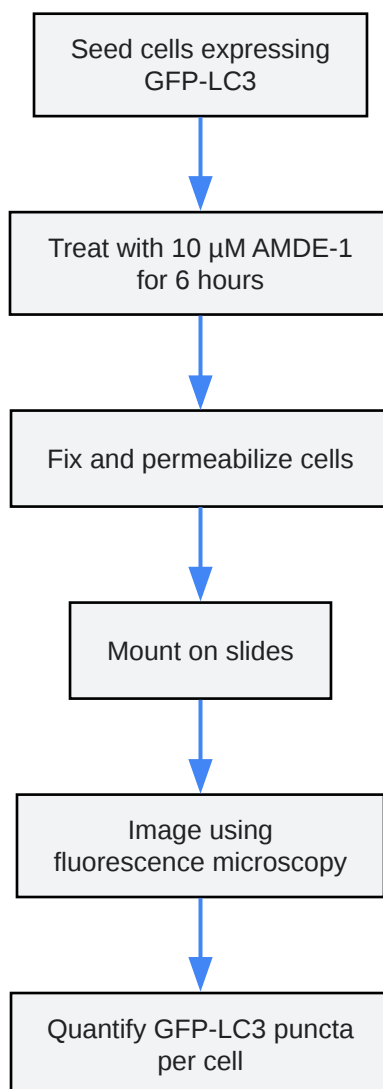 Seed cells expressing
GFP-LC3
Treat with 10 µM AMDE-1
for 6 hours
Fix and permeabilize cells
Mount on slides
Image using
fluorescence microscopy
Quantify GFP-LC3 puncta
per cell